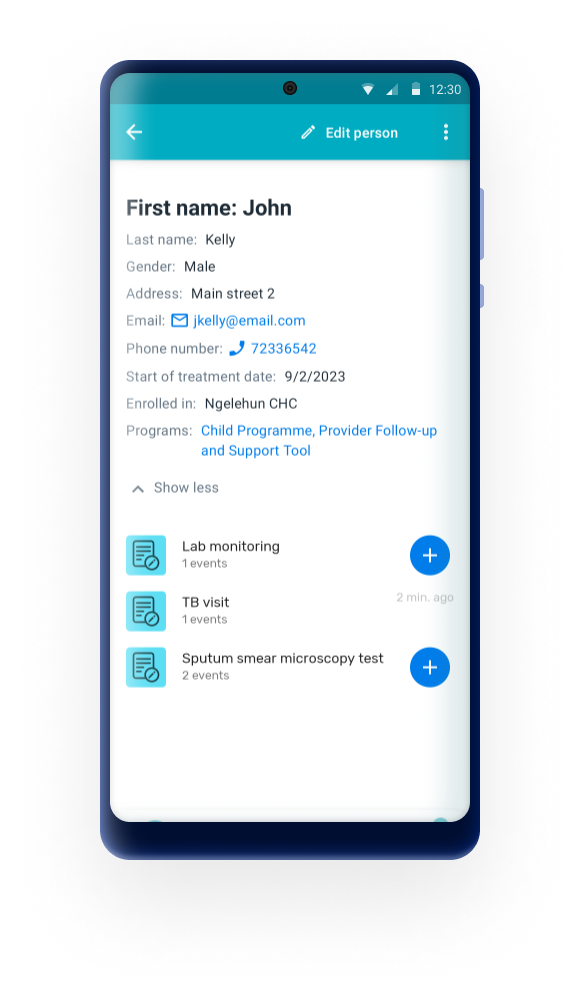 12:30
Edit person
First name: John
Last name: Kelly
Gender: Male
Address: Main street 2
Email: jkelly@email.com
Phone number: 72336542
Start of treatment date: 9/2/2023
Enrolled in: Ngelehun CHC
Programs: Child Programme, Provider Follow-up
and Support Tool
Show less
Lab monitoring
1 events
TB visit
2 min. ago
1 events
Sputum smear microscopy test
2 events